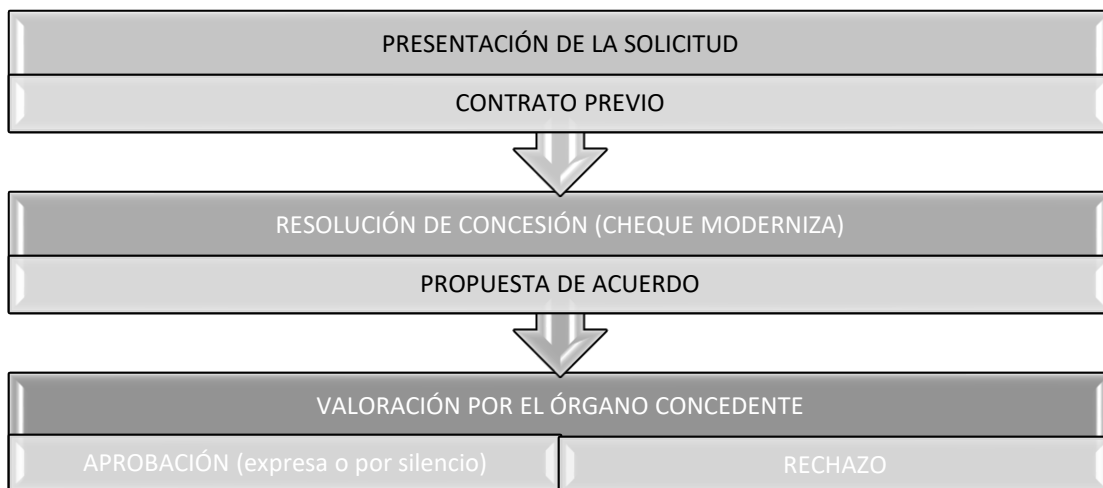 PRESENTACIÓN DE LA SOLICITUD
CONTRATO PREVIO
RESOLUCIÓN DE CONCESIÓN (CHEQUE MODERNIZA)
PROPUESTA DE ACUERDO
VALORACIÓN POR EL ÓRGANO CONCEDENTE
APROBACIÓN (expresa o por silencio)
RECHAZO